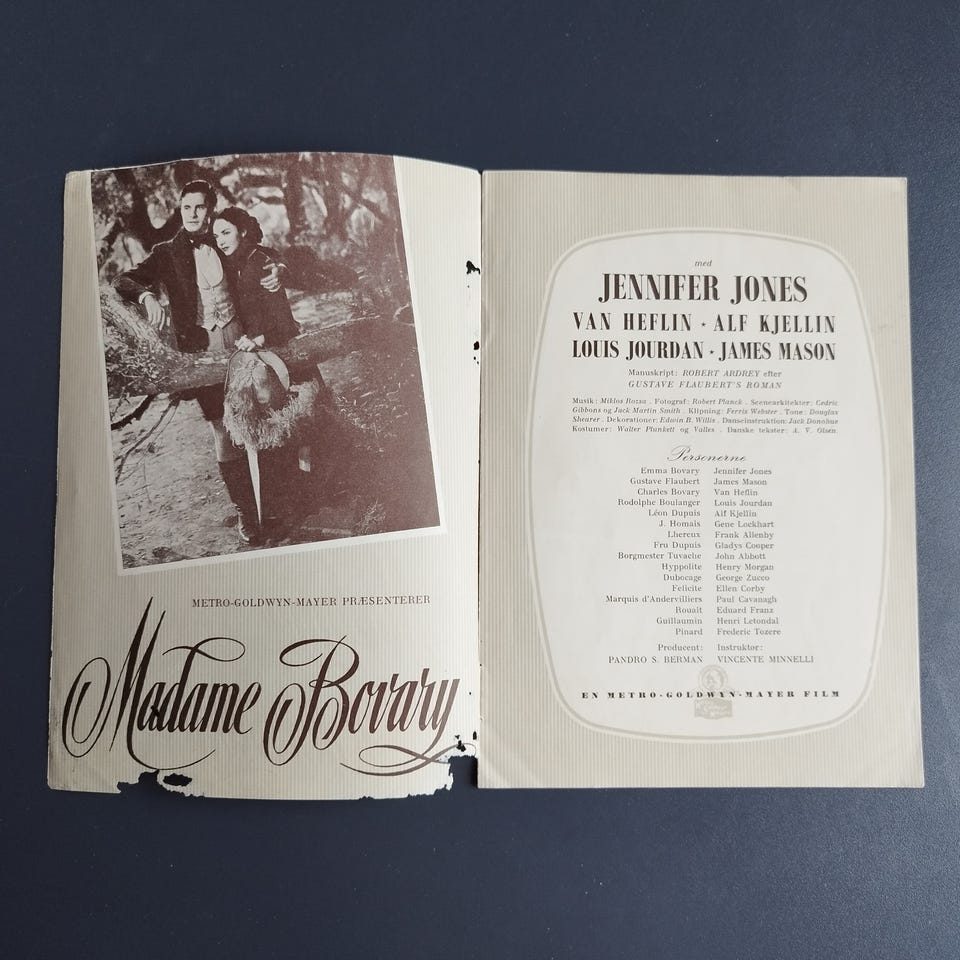 METRO-GOLDWYN-MAYER PRÆSENTERER
Madame Bovary
med
JENNIFER JONES
VAN HEFLIN ⋆ ALF KJELLIN
LOUIS JOURDAN ⋆ JAMES MASON
Manuskript: ROBERT ARDREY efter
GUSTAVE FLAUBERT'S ROMAN
Musik: Miklos Rozsa . Fotograf: Robert Planck . Scenearkitekter: Cedric
Gibbons og Jack Martin Smith . Klipning: Ferris Webster . Tone: Douglas
Shearer . Dekorationer: Edwin B. Willis . Danseinstruktion: Jack Donohue
Kostumer: Walter Plunkett og Valles . Danske tekster: A. V. Olsen.
Personerne
Emma Bovary Jennifer Jones
Gustave Flaubert James Mason
Charles Bovary Van Heflin
Rodolphe Boulanger Louis Jourdan
Léon Dupuis Alf Kjellin
J. Homais Gene Lockhart
Lhereux Frank Allenby
Fru Dupuis Gladys Cooper
Borgmester Tuvache John Abbott
Hyppolite Henry Morgan
Dubocage George Zucco
Felicite Ellen Corby
Marquis d'Andervilliers Paul Cavanagh
Roualt Eduard Franz
Guillaumin Henri Letondal
Pinard Frederic Tozere
Producent: Instruktor:
PANDRO S. BERMAN VINCENTE MINNELLI
EN METRO-GOLDWYN-MAYER FILM